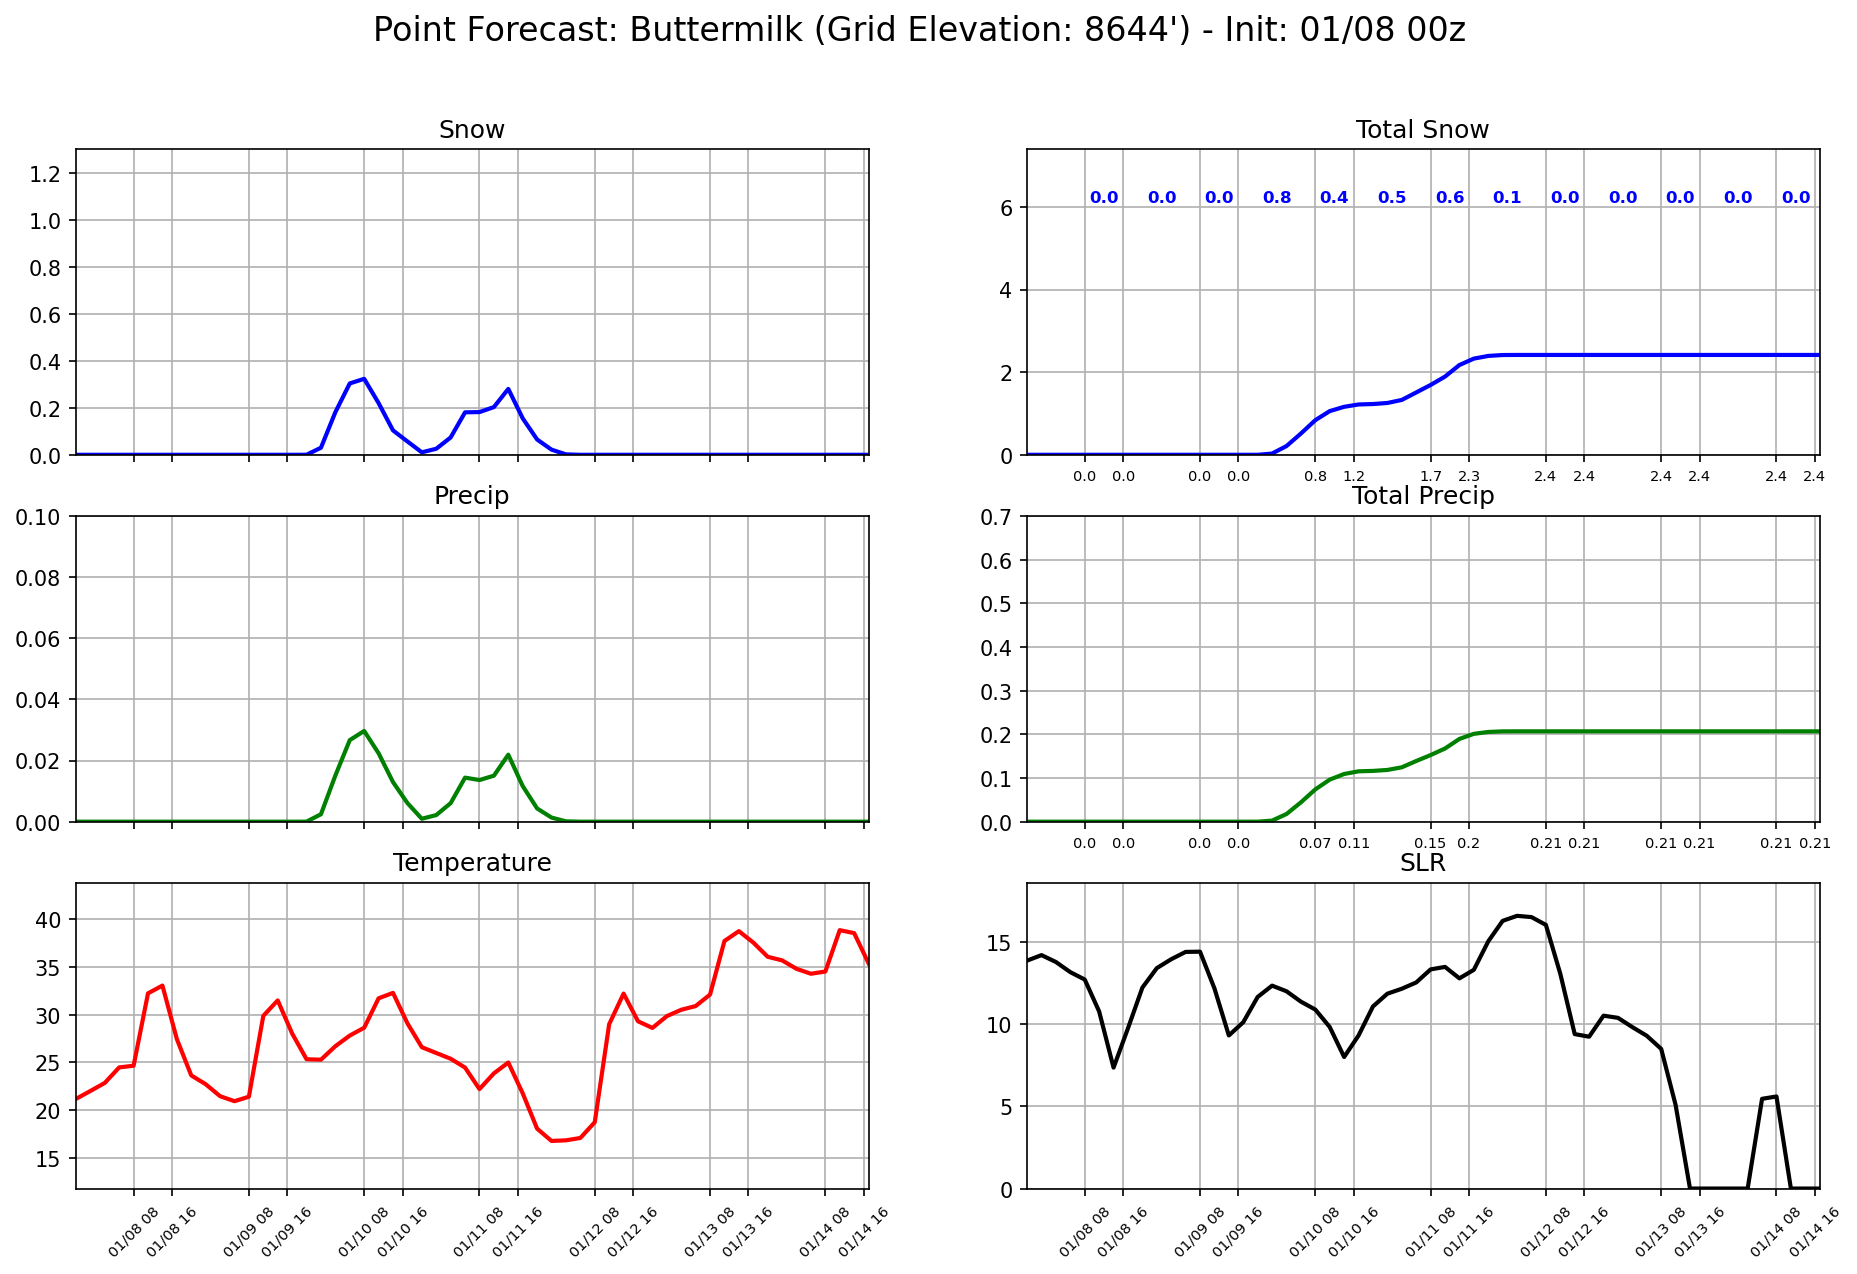 Point Forecast: Buttermilk (Grid Elevation: 8644') - Init: 01/08 00z
Snow
1.2
1.0
0.8
0.6
0.4
0.2
0.0
Total Snow
0.0 0.0 0.0 0.8 0.4 0.5 0.6 0.1 0.0 0.0 0.0 0.0 0.0
6
4
2
0
0.0 0.0 0.0 0.0 0.8 1.2 1.7 2.3 2.4 2.4 2.4 2.4 2.4 2.4
Precip
0.10
0.08
0.06
0.04
0.02
0.00
Total Precip
0.7
0.6
0.5
0.4
0.3
0.2
0.1
0.0
0.0 0.0 0.0 0.0 0.07 0.11 0.15 0.2 0.21 0.21 0.21 0.21 0.21 0.21
Temperature
40
35
30
25
20
15
01/08 08 01/08 16 01/09 08 01/09 16 01/10 08 01/10 16 01/11 08 01/11 16 01/12 08 01/12 16 01/13 08 01/13 16 01/14 08 01/14 16
SLR
15
10
5
0
01/08 08 01/08 16 01/09 08 01/09 16 01/10 08 01/10 16 01/11 08 01/11 16 01/12 08 01/12 16 01/13 08 01/13 16 01/14 08 01/14 16